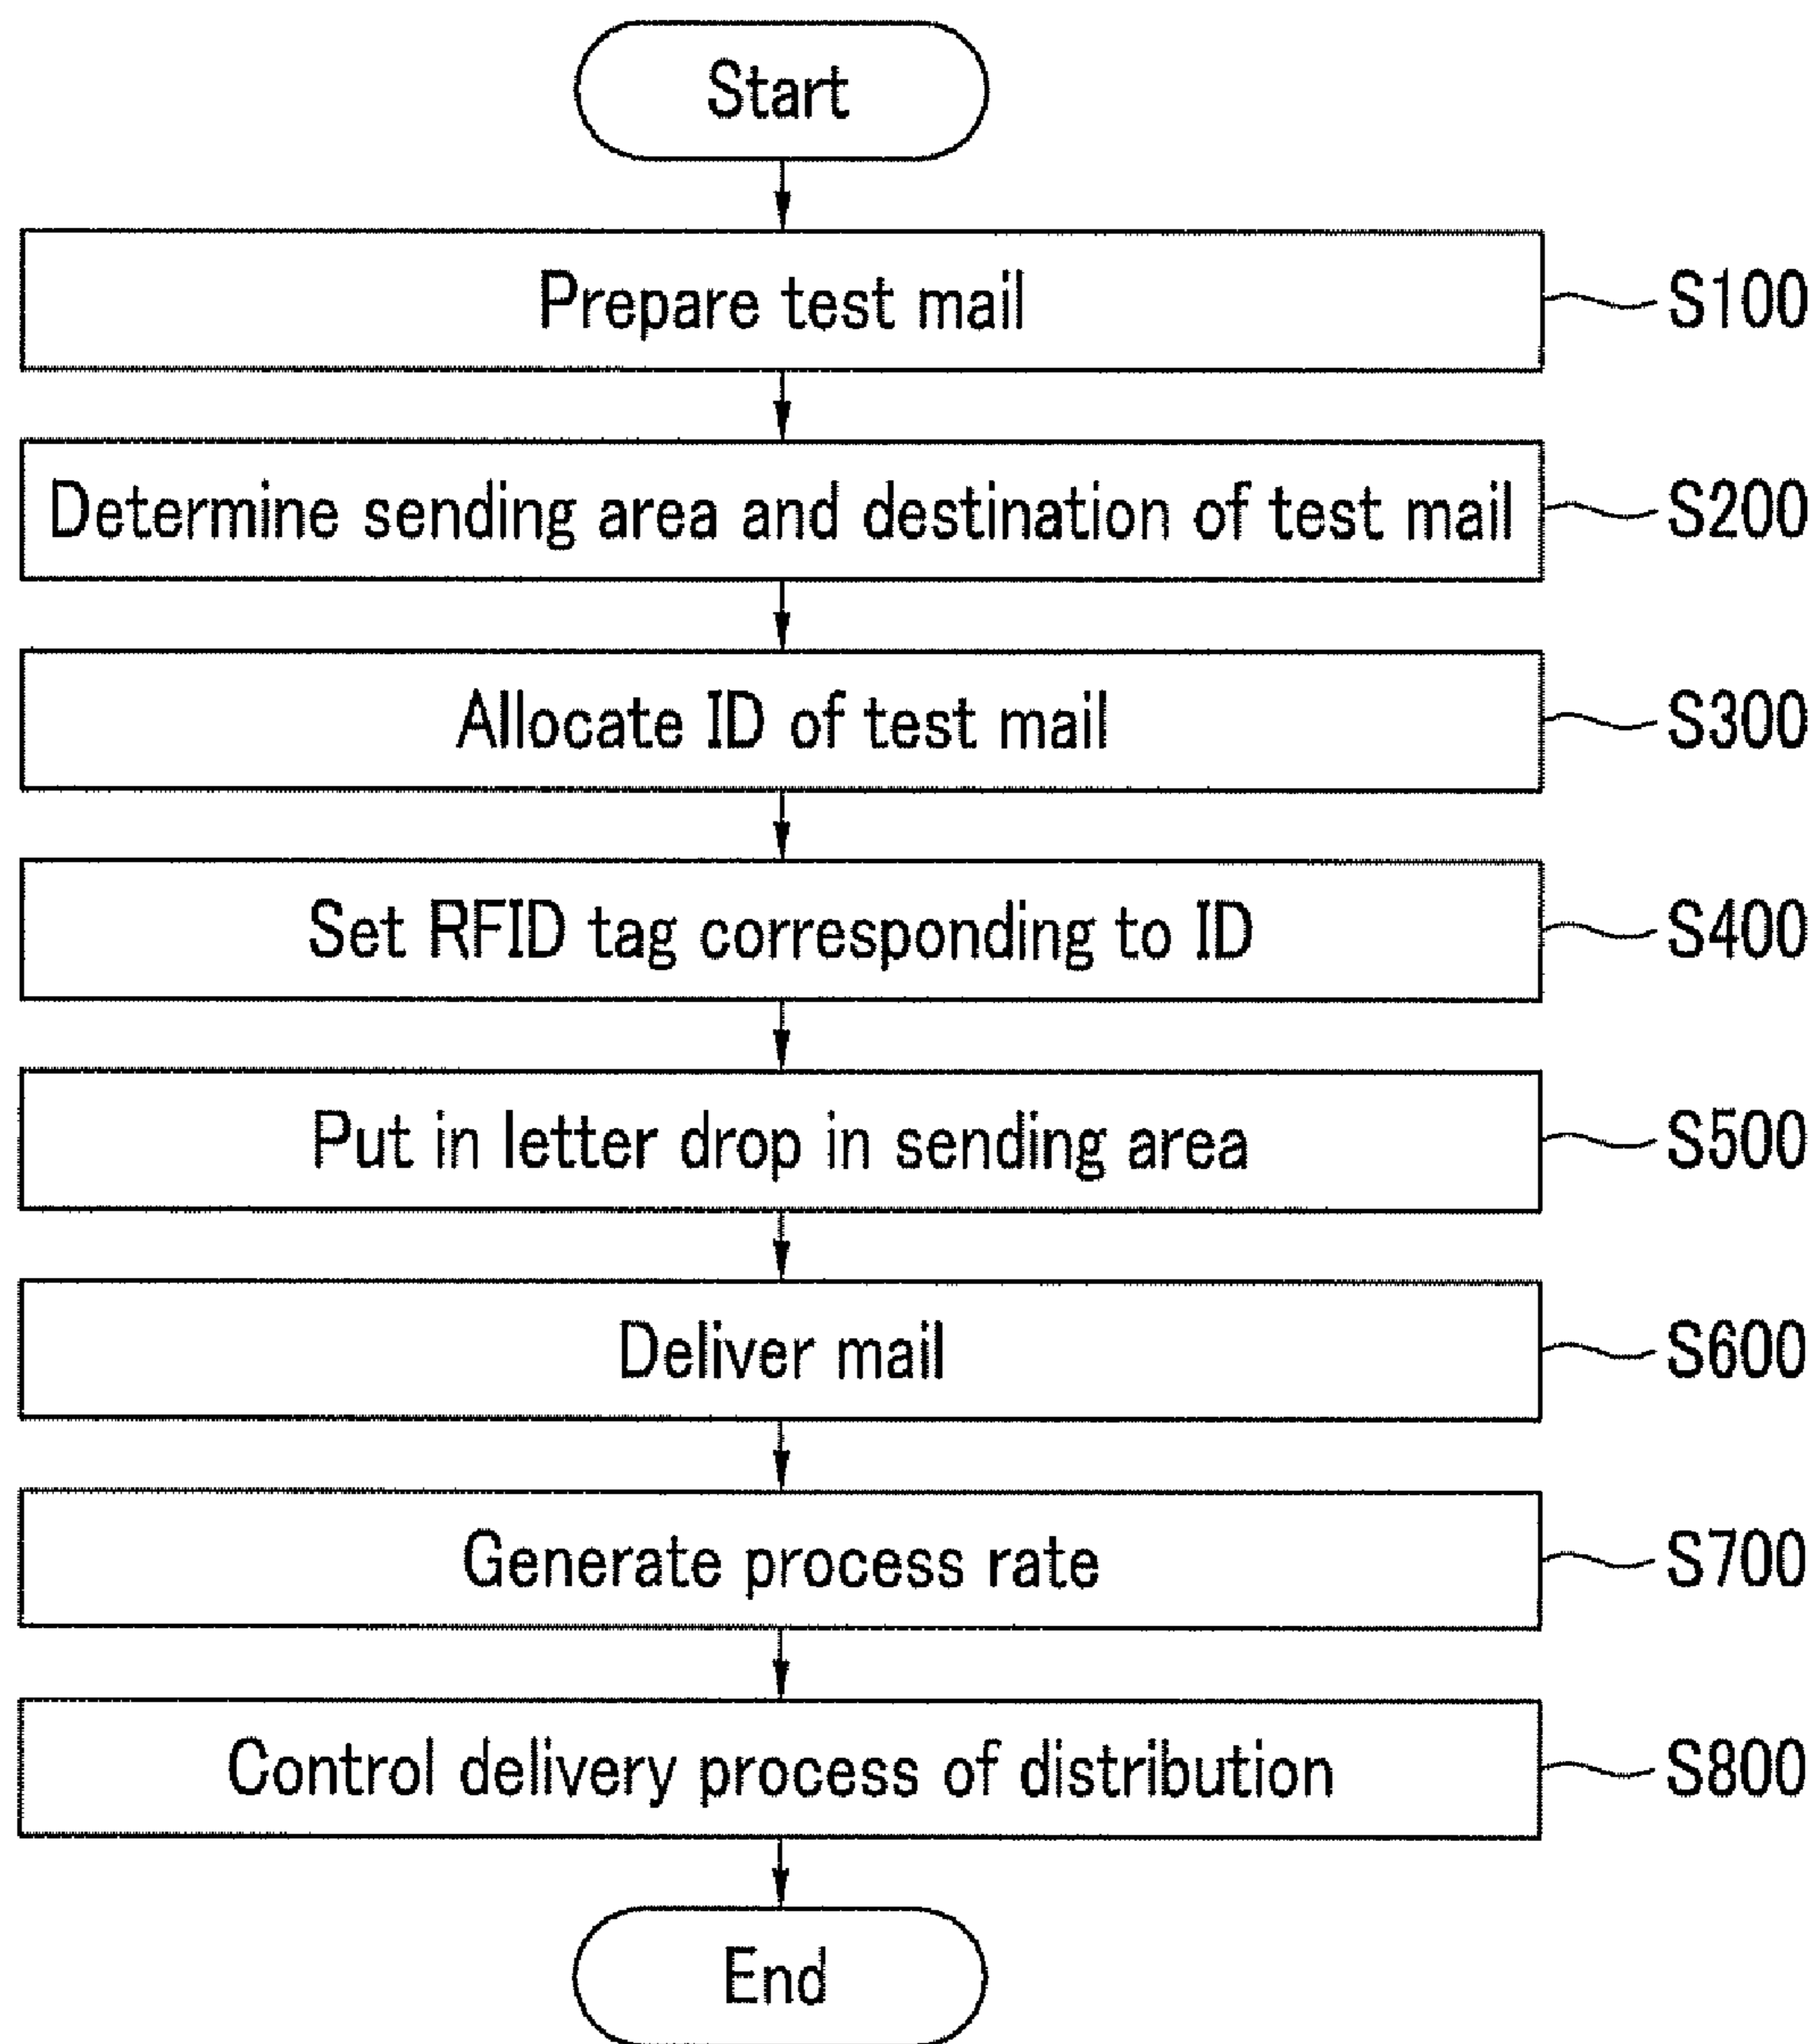 Start
Prepare test mail S100
Determine sending area and destination of test mail S200
Allocate ID of test mail S300
Set RFID tag corresponding to ID S400
Put in letter drop in sending area S500
Deliver mail S600
Generate process rate S700
Control delivery process of distribution S800
End